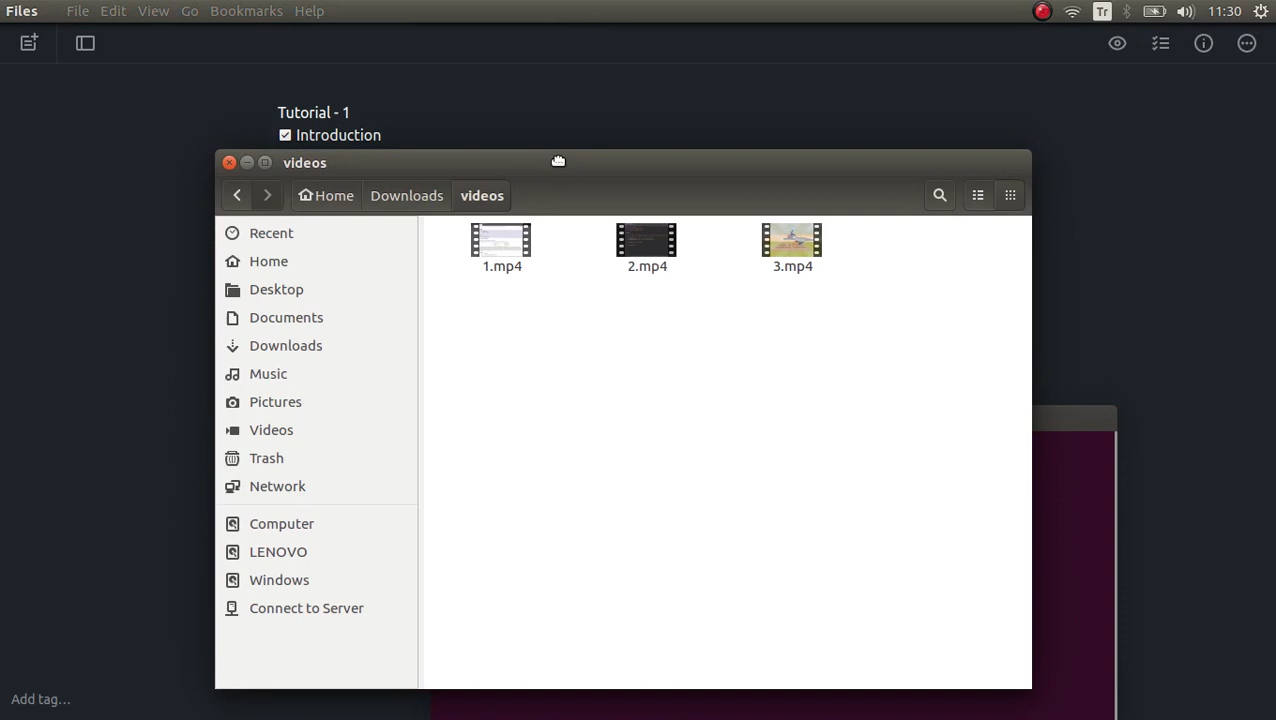 Files File Edit View Go Bookmarks Help Tr 11:30
Tutorial - 1
Introduction
videos
Home Downloads videos
Recent
Home
Desktop
Documents
Downloads
Music
Pictures
Videos
Trash
Network
Computer
LENOVO
Windows
Connect to Server
1.mp4 2.mp4 3.mp4
Add tag...